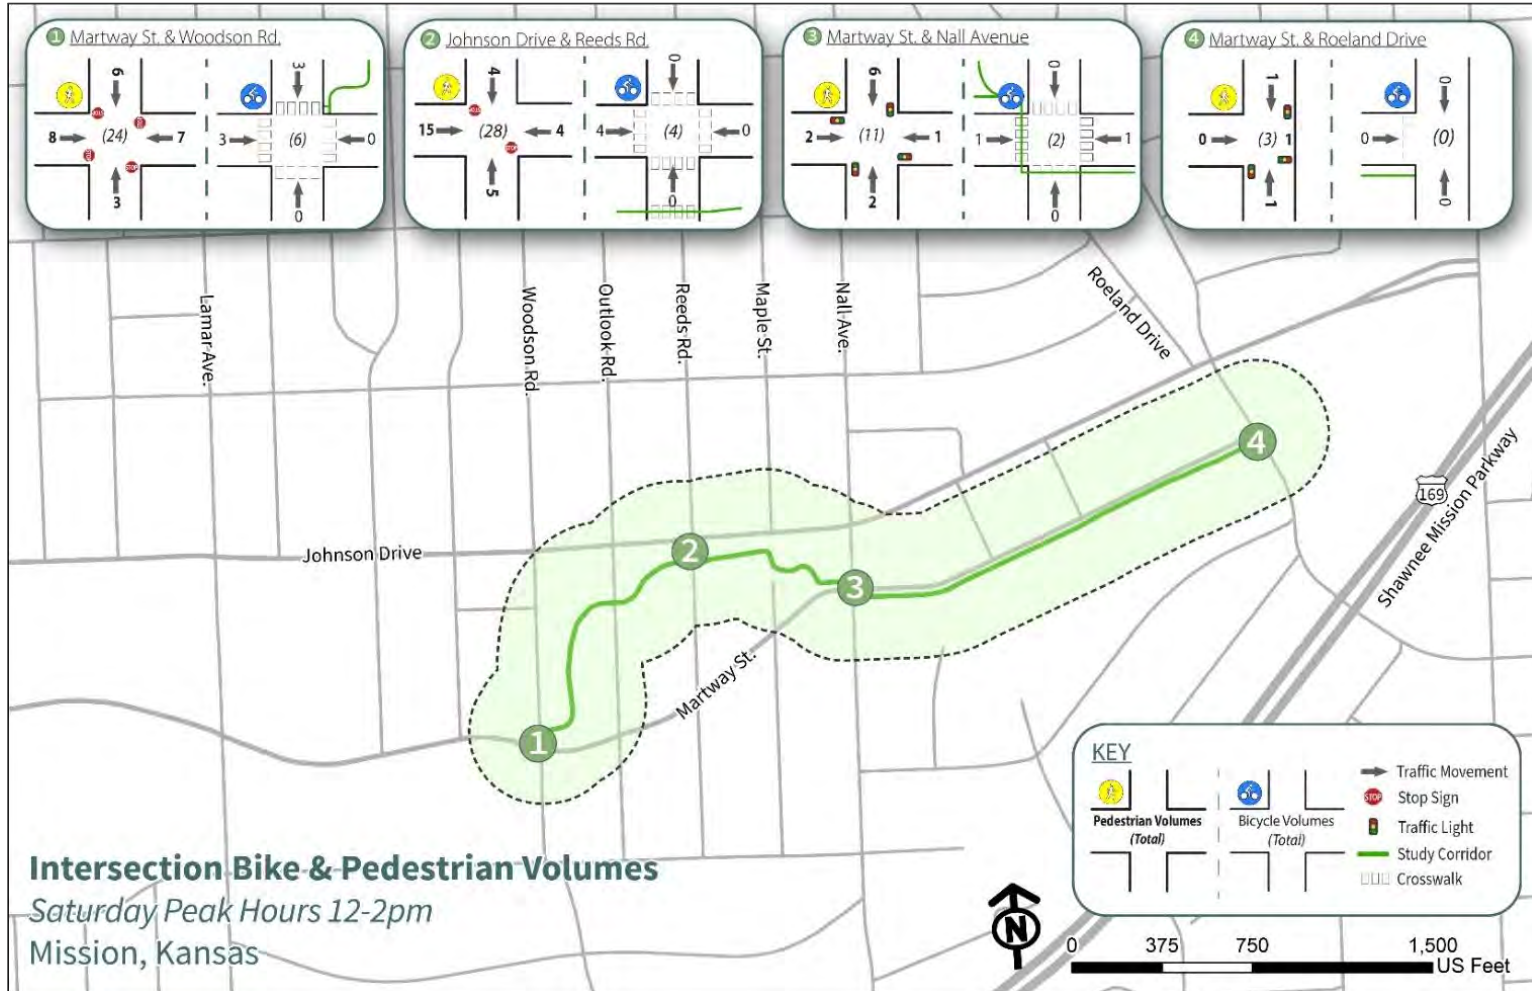 1 Martway St. & Woodson Rd.
6
8
(24)
7
3
3
3
(6)
0
0
2 Johnson Drive & Reeds Rd.
4
15
(28)
4
5
0
4
(4)
0
0
3 Martway St. & Nall Avenue
6
2
(11)
1
2
0
1
(2)
1
0
4 Martway St. & Roeland Drive
1
0
(3)
1
1
0
0
(0)
0
STOP
Lamar Ave.
Woodson Rd.
Outlook Rd.
Reeds Rd.
Maple St.
Nall Ave.
Roeland Drive
Johnson Drive
Martway St.
Shawnee Mission Parkway
169
1
2
3
4
KEY
Pedestrian Volumes
(Total)
Bicycle Volumes
(Total)
Traffic Movement
STOP Stop Sign
Traffic Light
Study Corridor
Crosswalk
Intersection Bike & Pedestrian Volumes
Saturday Peak Hours 12-2pm
Mission, Kansas
N
0 375 750 1,500
US Feet